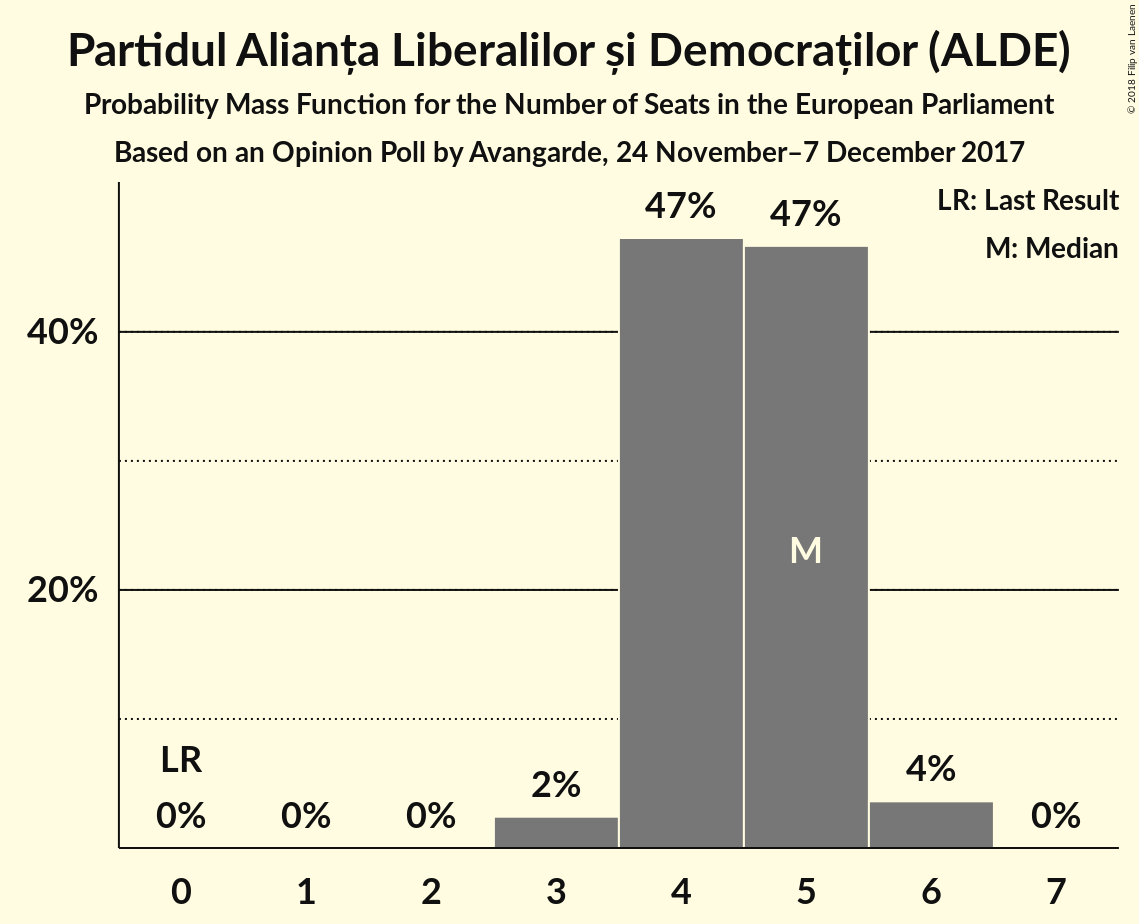 Partidul Alianța Liberalilor și Democraților (ALDE)
Probability Mass Function for the Number of Seats in the European Parliament
Based on an Opinion Poll by Avangarde, 24 November–7 December 2017
© 2018 Filip van Laenen
LR: Last Result
M: Median
47%
47%
40%
M
20%
LR
0%
0%
0%
2%
4%
0%
0
1
2
3
4
5
6
7